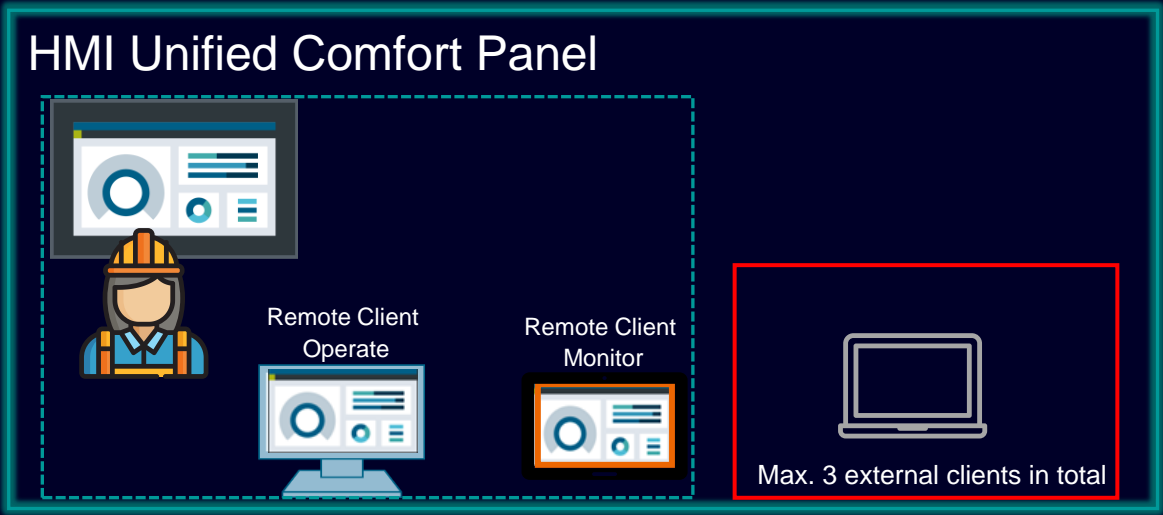 HMI Unified Comfort Panel
Remote Client
Operate
Remote Client
Monitor
Max. 3 external clients in total